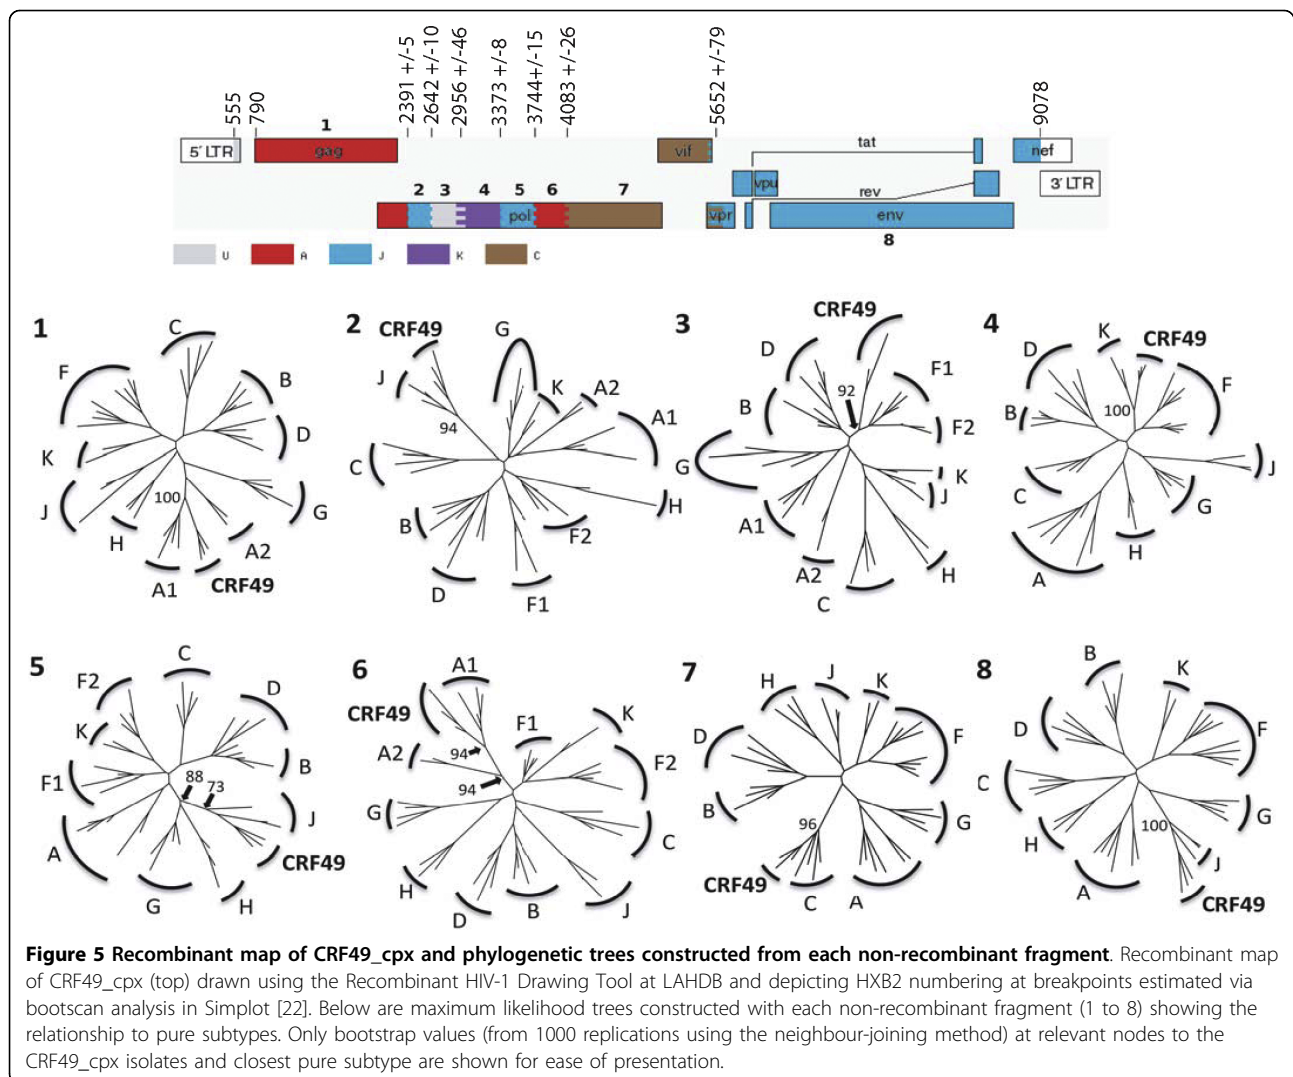 555
790
2391 +/-5
2642 +/-10
2956 +/-46
3373 +/-8
3744+/-15
4083 +/-26
5652 +/-79
9078
1
5´ LTR
gag
vif
tat
nef
2 3 4 5 6 7
vpu
rev
3´ LTR
pol
vpr
env
8
U A J K C
1
C
F
B
D
K
J
H
100
G
A2
A1
CRF49
2
CRF49
G
J
K
A2
A1
94
C
H
B
F2
D
F1
3
CRF49
D
F1
92
B
F2
G
K
J
A1
A2
H
C
4
K
CRF49
D
F
B
100
J
C
G
H
A
5
C
F2
D
K
B
F1
88
73
J
A
CRF49
G
H
6
A1
CRF49
F1
K
A2
94
F2
94
G
C
H
D
B
J
7
H
J
K
D
F
B
G
96
CRF49
C
A
8
B
K
D
F
C
G
H
100
J
A
CRF49
Figure 5 Recombinant map of CRF49_cpx and phylogenetic trees constructed from each non-recombinant fragment. Recombinant map
of CRF49_cpx (top) drawn using the Recombinant HIV-1 Drawing Tool at LAHDB and depicting HXB2 numbering at breakpoints estimated via
bootscan analysis in Simplot [22]. Below are maximum likelihood trees constructed with each non-recombinant fragment (1 to 8) showing the
relationship to pure subtypes. Only bootstrap values (from 1000 replications using the neighbour-joining method) at relevant nodes to the
CRF49_cpx isolates and closest pure subtype are shown for ease of presentation.